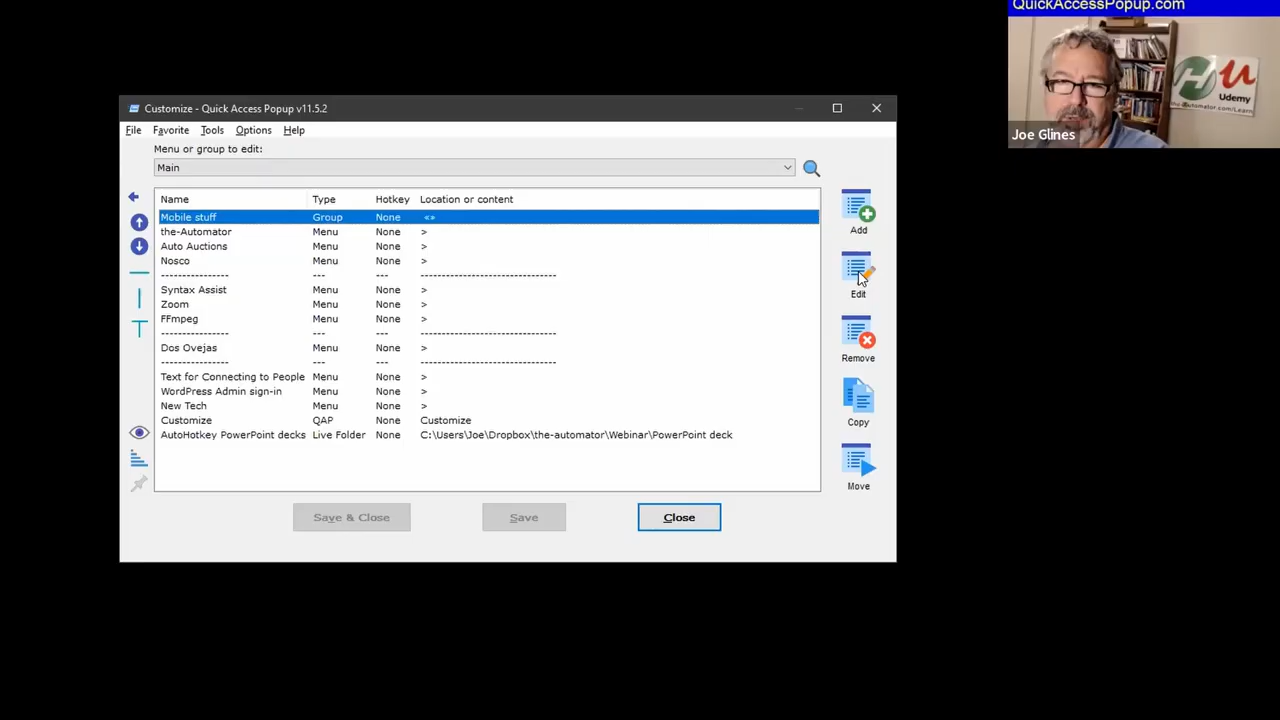 QuickAccessPopup.com
Udemy
the-Automator.com/Learn
Joe Glines
Customize - Quick Access Popup v11.5.2
File Favorite Tools Options Help
Menu or group to edit:
Main
Name Type Hotkey Location or content
Mobile stuff Group None «»
the-Automator Menu None >
Auto Auctions Menu None >
Nosco Menu None >
---------------- --- --- --------------------------------
Syntax Assist Menu None >
Zoom Menu None >
FFmpeg Menu None >
---------------- --- --- --------------------------------
Dos Ovejas Menu None >
---------------- --- --- --------------------------------
Text for Connecting to People Menu None >
WordPress Admin sign-in Menu None >
New Tech Menu None >
Customize QAP None Customize
AutoHotkey PowerPoint decks Live Folder None C:\Users\Joe\Dropbox\the-automator\Webinar\PowerPoint deck
Add
Edit
Remove
Copy
Move
Save & Close Save Close